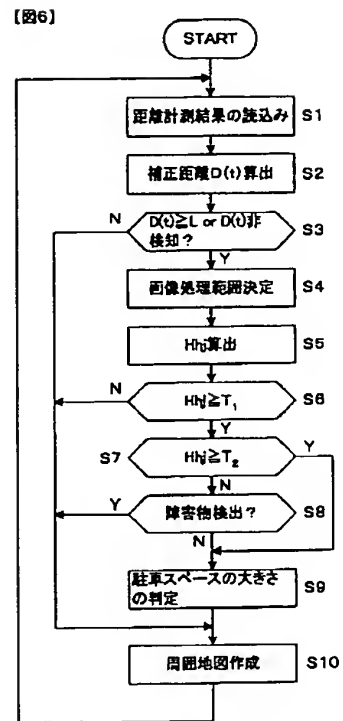 【図6】
START
距離計測結果の読込み S1
補正距離D(t)算出 S2
N
D(t)≧L or D(t)非
検知? S3
Y
画像処理範囲決定 S4
Hh算出 S5
N
Hh≧T₁ S6
Y
S7 Hh≧T₂ Y
N
Y
障害物検出? S8
N
駐車スペースの大きさ
の判定 S9
周囲地図作成 S10